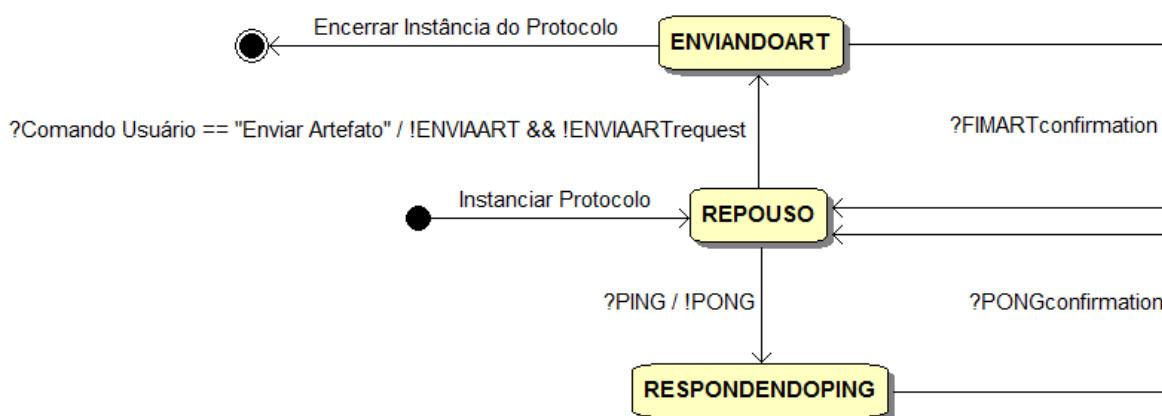 Encerrar Instância do Protocolo
ENVIANDOART
?Comando Usuário == "Enviar Artefato" / !ENVIAART && !ENVIAARTrequest
?FIMARTconfirmation
Instanciar Protocolo
REPOUSO
?PING / !PONG
?PONGconfirmation
RESPONDENDOPING